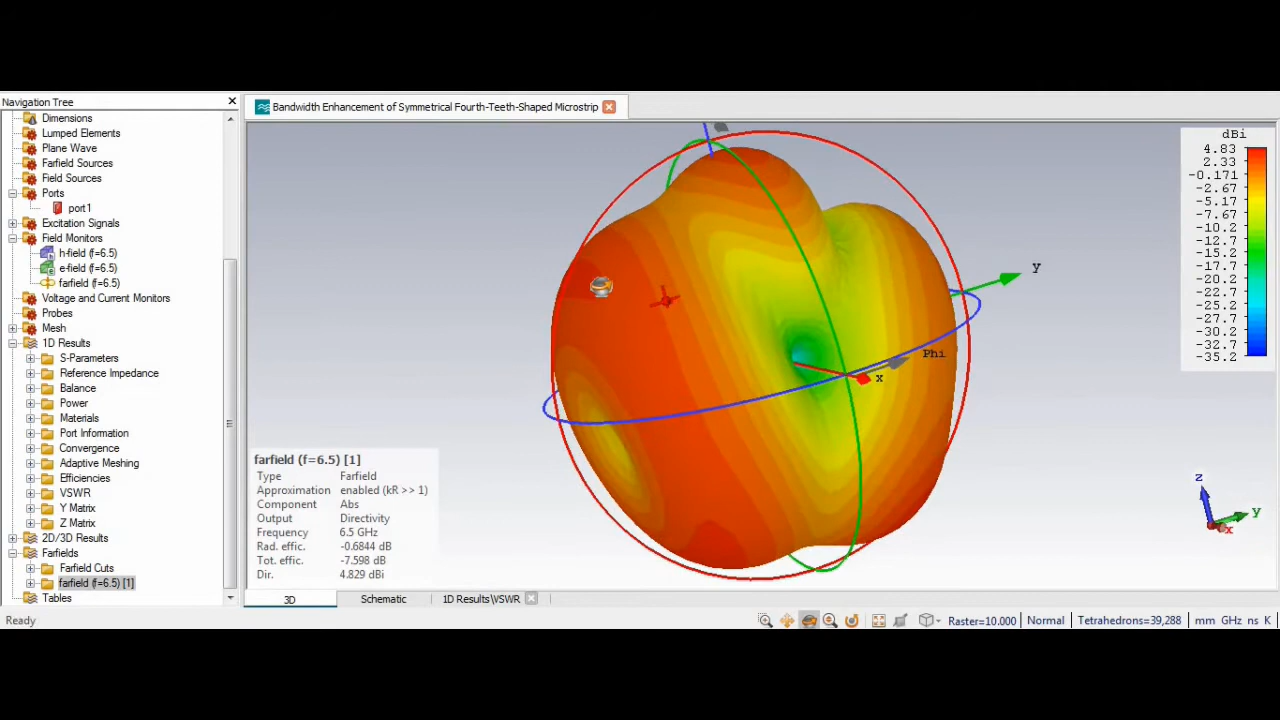 Navigation Tree
Dimensions
Lumped Elements
Plane Wave
Farfield Sources
Field Sources
Ports
port1
Excitation Signals
Field Monitors
h-field (f=6.5)
e-field (f=6.5)
farfield (f=6.5)
Voltage and Current Monitors
Probes
Mesh
1D Results
S-Parameters
Reference Impedance
Balance
Power
Materials
Port Information
Convergence
Adaptive Meshing
Efficiencies
VSWR
Y Matrix
Z Matrix
2D/3D Results
Farfields
Farfield Cuts
farfield (f=6.5) [1]
Tables
Bandwidth Enhancement of Symmetrical Fourth-Teeth-Shaped Microstrip
y
Phi
x
dBi
4.83
2.33
-0.171
-2.67
-5.17
-7.67
-10.2
-12.7
-15.2
-17.7
-20.2
-22.7
-25.2
-27.7
-30.2
-32.7
-35.2
farfield (f=6.5) [1]
Type Farfield
Approximation enabled (kR >> 1)
Component Abs
Output Directivity
Frequency 6.5 GHz
Rad. effic. -0.6844 dB
Tot. effic. -7.598 dB
Dir. 4.829 dBi
z
y
x
3D Schematic 1D Results\VSWR
Ready Raster=10.000 Normal Tetrahedrons=39,288 mm GHz ns K